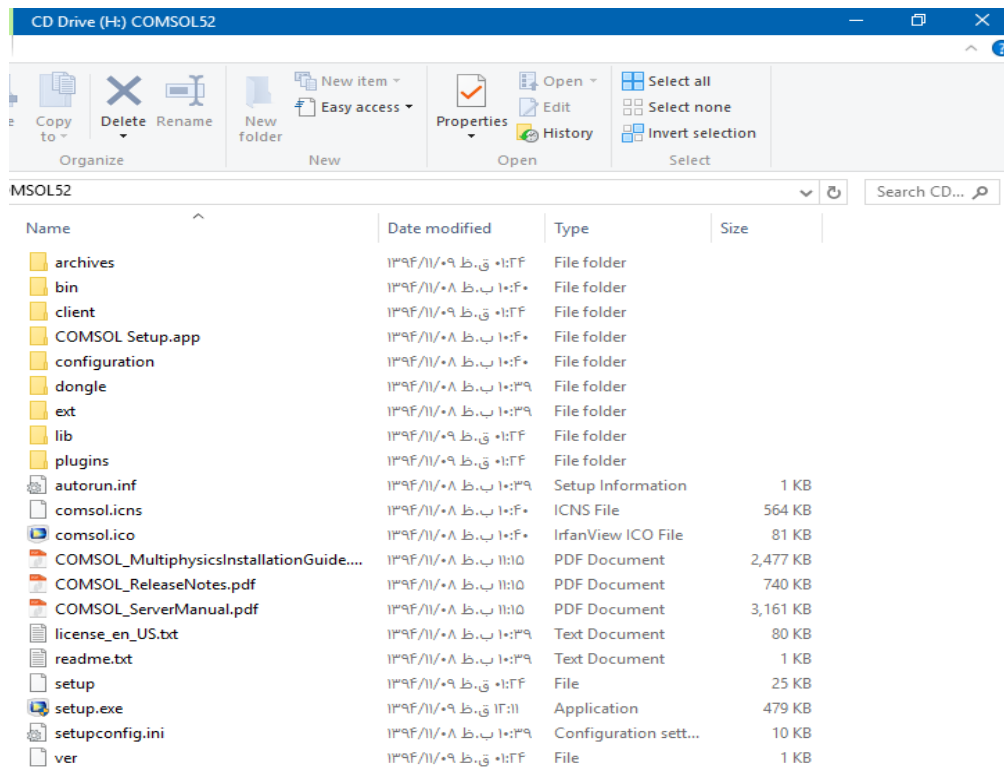 CD Drive (H:) COMSOL52
Copy to
Delete
Rename
New folder
New item
Easy access
Properties
Open
Edit
History
Select all
Select none
Invert selection
Organize
New
Open
Select
MSOL52
Search CD...
Name Date modified Type Size
archives ۱۳۹۴/۱۱/۰۹ ق.ظ ۰۱:۲۴ File folder
bin ۱۳۹۴/۱۱/۰۸ ب.ظ ۱۰:۴۰ File folder
client ۱۳۹۴/۱۱/۰۹ ق.ظ ۰۱:۲۴ File folder
COMSOL Setup.app ۱۳۹۴/۱۱/۰۸ ب.ظ ۱۰:۴۰ File folder
configuration ۱۳۹۴/۱۱/۰۸ ب.ظ ۱۰:۴۰ File folder
dongle ۱۳۹۴/۱۱/۰۸ ب.ظ ۱۰:۳۹ File folder
ext ۱۳۹۴/۱۱/۰۸ ب.ظ ۱۰:۳۹ File folder
lib ۱۳۹۴/۱۱/۰۹ ق.ظ ۰۱:۲۴ File folder
plugins ۱۳۹۴/۱۱/۰۹ ق.ظ ۰۱:۲۴ File folder
autorun.inf ۱۳۹۴/۱۱/۰۸ ب.ظ ۱۰:۳۹ Setup Information 1 KB
comsol.icns ۱۳۹۴/۱۱/۰۸ ب.ظ ۱۰:۴۰ ICNS File 564 KB
comsol.ico ۱۳۹۴/۱۱/۰۸ ب.ظ ۱۰:۴۰ IrfanView ICO File 81 KB
COMSOL_MultiphysicsInstallationGuide.... ۱۳۹۴/۱۱/۰۸ ب.ظ ۱۱:۱۵ PDF Document 2,477 KB
COMSOL_ReleaseNotes.pdf ۱۳۹۴/۱۱/۰۸ ب.ظ ۱۱:۱۵ PDF Document 740 KB
COMSOL_ServerManual.pdf ۱۳۹۴/۱۱/۰۸ ب.ظ ۱۱:۱۵ PDF Document 3,161 KB
license_en_US.txt ۱۳۹۴/۱۱/۰۸ ب.ظ ۱۰:۳۹ Text Document 80 KB
readme.txt ۱۳۹۴/۱۱/۰۸ ب.ظ ۱۰:۳۹ Text Document 1 KB
setup ۱۳۹۴/۱۱/۰۹ ق.ظ ۰۱:۲۴ File 25 KB
setup.exe ۱۳۹۴/۱۱/۰۹ ق.ظ ۱۲:۱۱ Application 479 KB
setupconfig.ini ۱۳۹۴/۱۱/۰۸ ب.ظ ۱۰:۳۹ Configuration sett... 10 KB
ver ۱۳۹۴/۱۱/۰۹ ق.ظ ۰۱:۲۴ File 1 KB